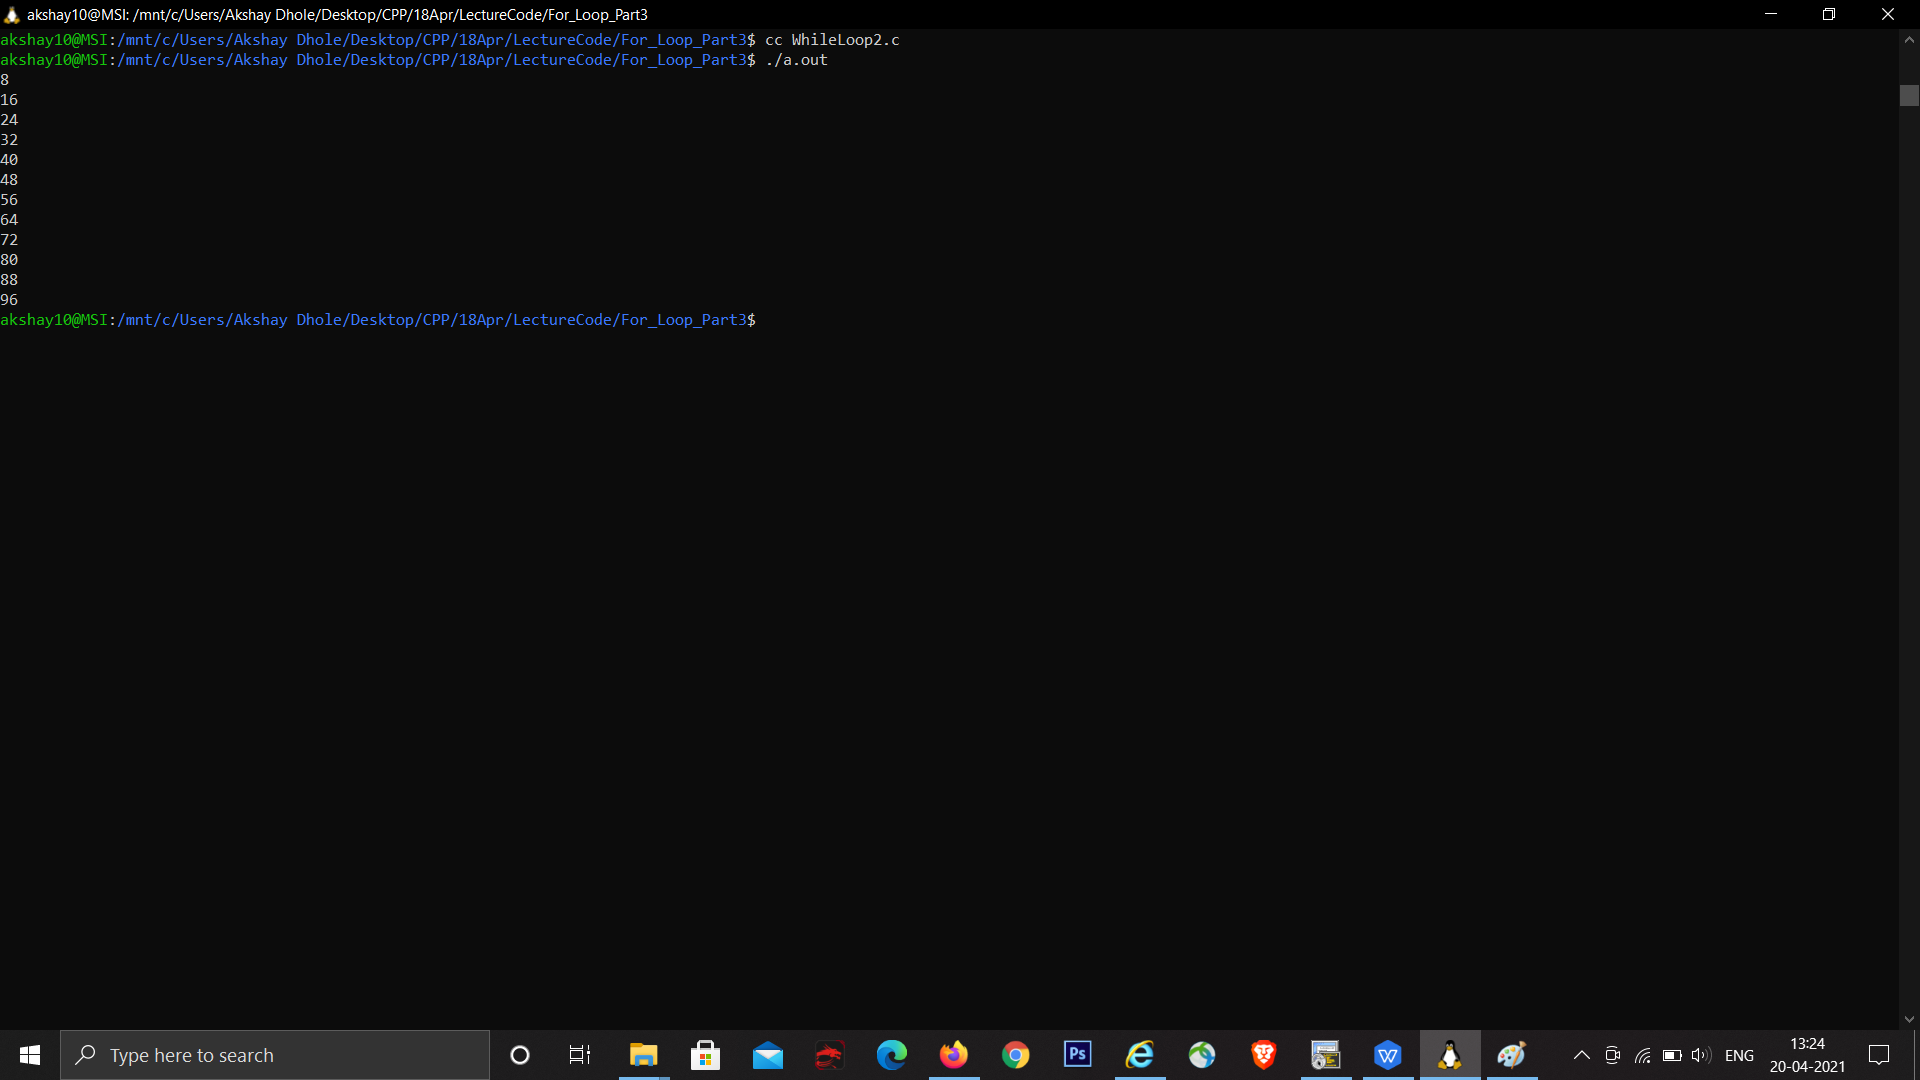 akshay10@MSI: /mnt/c/Users/Akshay Dhole/Desktop/CPP/18Apr/LectureCode/For_Loop_Part3
akshay10@MSI:/mnt/c/Users/Akshay Dhole/Desktop/CPP/18Apr/LectureCode/For_Loop_Part3$ cc WhileLoop2.c
akshay10@MSI:/mnt/c/Users/Akshay Dhole/Desktop/CPP/18Apr/LectureCode/For_Loop_Part3$ ./a.out
8
16
24
32
40
48
56
64
72
80
88
96
akshay10@MSI:/mnt/c/Users/Akshay Dhole/Desktop/CPP/18Apr/LectureCode/For_Loop_Part3$
Type here to search
Ps
W
ENG
13:24
20-04-2021